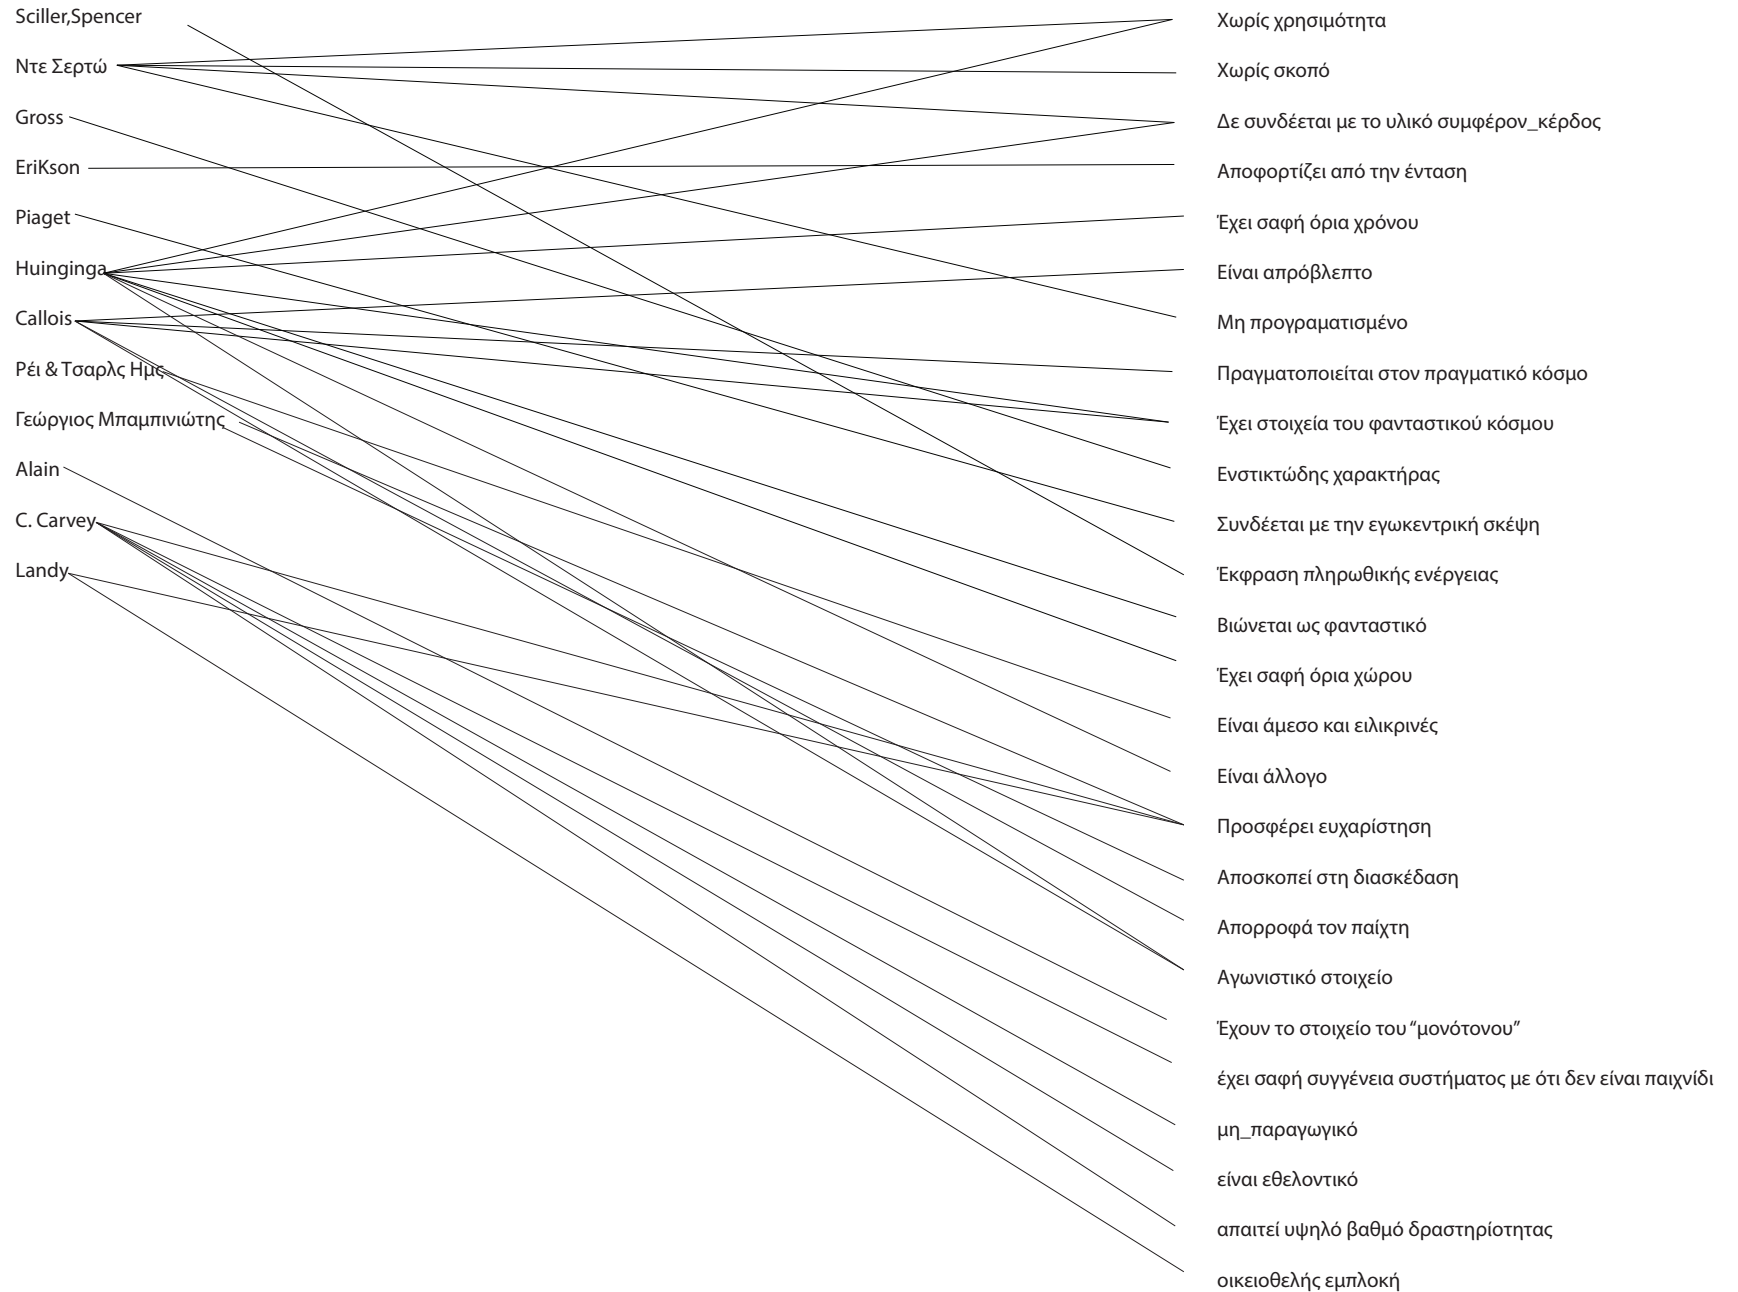 Sciller,Spencer
Ντε Σερτώ
Gross
EriKson
Piaget
Huinginga
Callois
Ρέι & Τσαρλς Ημς
Γεώργιος Μπαμπινιώτης
Alain
C. Carvey
Landy
Χωρίς χρησιμότητα
Χωρίς σκοπό
Δε συνδέεται με το υλικό συμφέρον_κέρδος
Αποφορτίζει από την ένταση
Έχει σαφή όρια χρόνου
Είναι απρόβλεπτο
Μη προγραματισμένο
Πραγματοποιείται στον πραγματικό κόσμο
Έχει στοιχεία του φανταστικού κόσμου
Ενστικτώδης χαρακτήρας
Συνδέεται με την εγωκεντρική σκέψη
Έκφραση πληρωθικής ενέργειας
Βιώνεται ως φανταστικό
Έχει σαφή όρια χώρου
Είναι άμεσο και ειλικρινές
Είναι άλλογο
Προσφέρει ευχαρίστηση
Αποσκοπεί στη διασκέδαση
Απορροφά τον παίχτη
Αγωνιστικό στοιχείο
Έχουν το στοιχείο του “μονότονου”
έχει σαφή συγγένεια συστήματος με ότι δεν είναι παιχνίδι
μη_παραγωγικό
είναι εθελοντικό
απαιτεί υψηλό βαθμό δραστηρίοτητας
οικειοθελής εμπλοκή